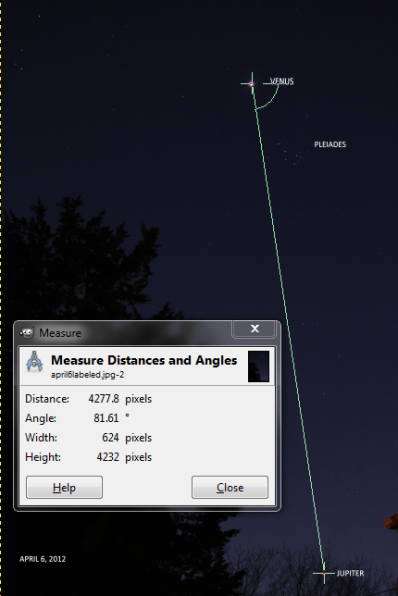 VENUS
PLEIADES
Measure
x
Measure Distances and Angles
april6labeled.jpg-2
Distance: 4277.8 pixels
Angle: 81.61 °
Width: 624 pixels
Height: 4232 pixels
Help Close
APRIL 6, 2012
JUPITER